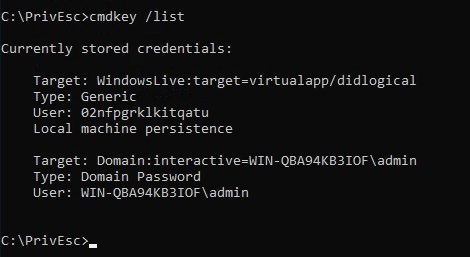 C:\PrivEsc>cmdkey /list
Currently stored credentials:
Target: WindowsLive:target=virtualapp/didlogical
Type: Generic
User: 02nfpgrklkitqatu
Local machine persistence
Target: Domain:interactive=WIN-QBA94KB3IOF\admin
Type: Domain Password
User: WIN-QBA94KB3IOF\admin
C:\PrivEsc>